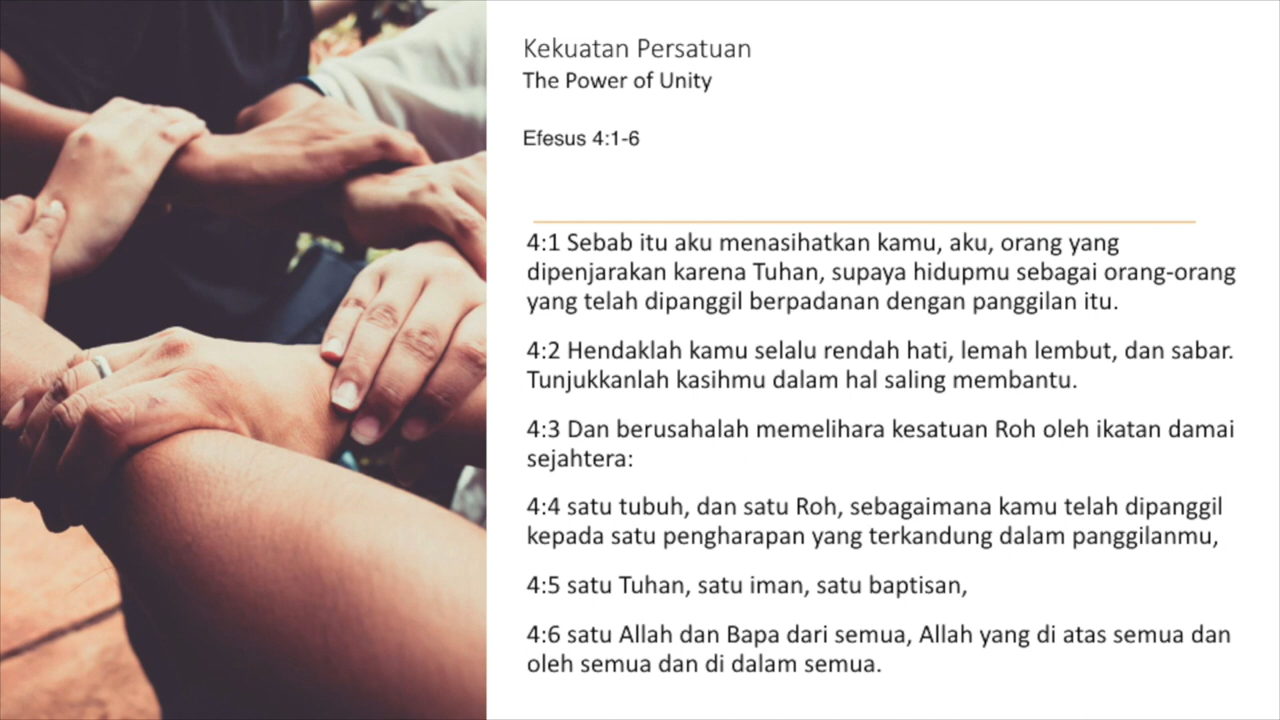 Kekuatan Persatuan
The Power of Unity
Efesus 4:1-6
4:1 Sebab itu aku menasihatkan kamu, aku, orang yang
dipenjarakan karena Tuhan, supaya hidupmu sebagai orang-orang
yang telah dipanggil berpadanan dengan panggilan itu.
4:2 Hendaklah kamu selalu rendah hati, lemah lembut, dan sabar.
Tunjukkanlah kasihmu dalam hal saling membantu.
4:3 Dan berusahalah memelihara kesatuan Roh oleh ikatan damai
sejahtera:
4:4 satu tubuh, dan satu Roh, sebagaimana kamu telah dipanggil
kepada satu pengharapan yang terkandung dalam panggilanmu,
4:5 satu Tuhan, satu iman, satu baptisan,
4:6 satu Allah dan Bapa dari semua, Allah yang di atas semua dan
oleh semua dan di dalam semua.